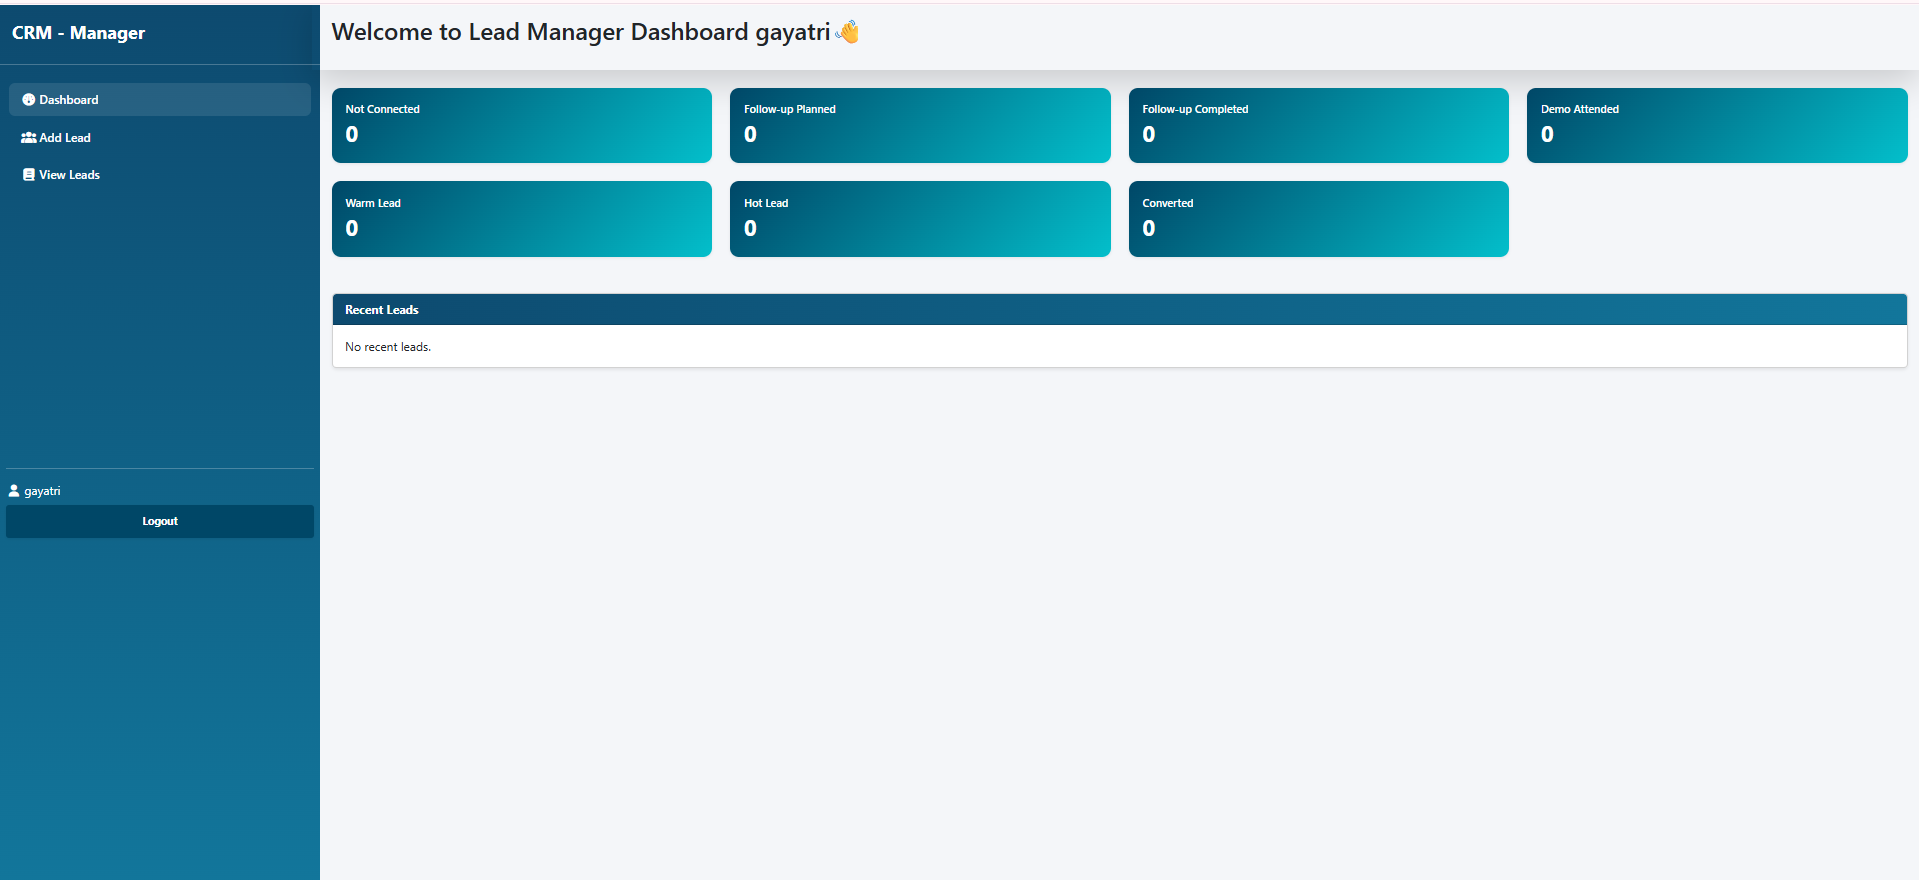 CRM - Manager
Dashboard
Add Lead
View Leads
gayatri
Logout
Welcome to Lead Manager Dashboard gayatri👋
Not Connected
0
Follow-up Planned
0
Follow-up Completed
0
Demo Attended
0
Warm Lead
0
Hot Lead
0
Converted
0
Recent Leads
No recent leads.